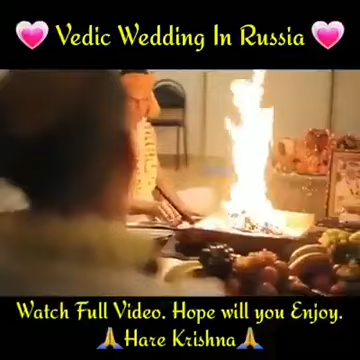 💗 Vedic Wedding In Russia 💗
Watch Full Video. Hope will you Enjoy.
🙏Hare Krishna🙏